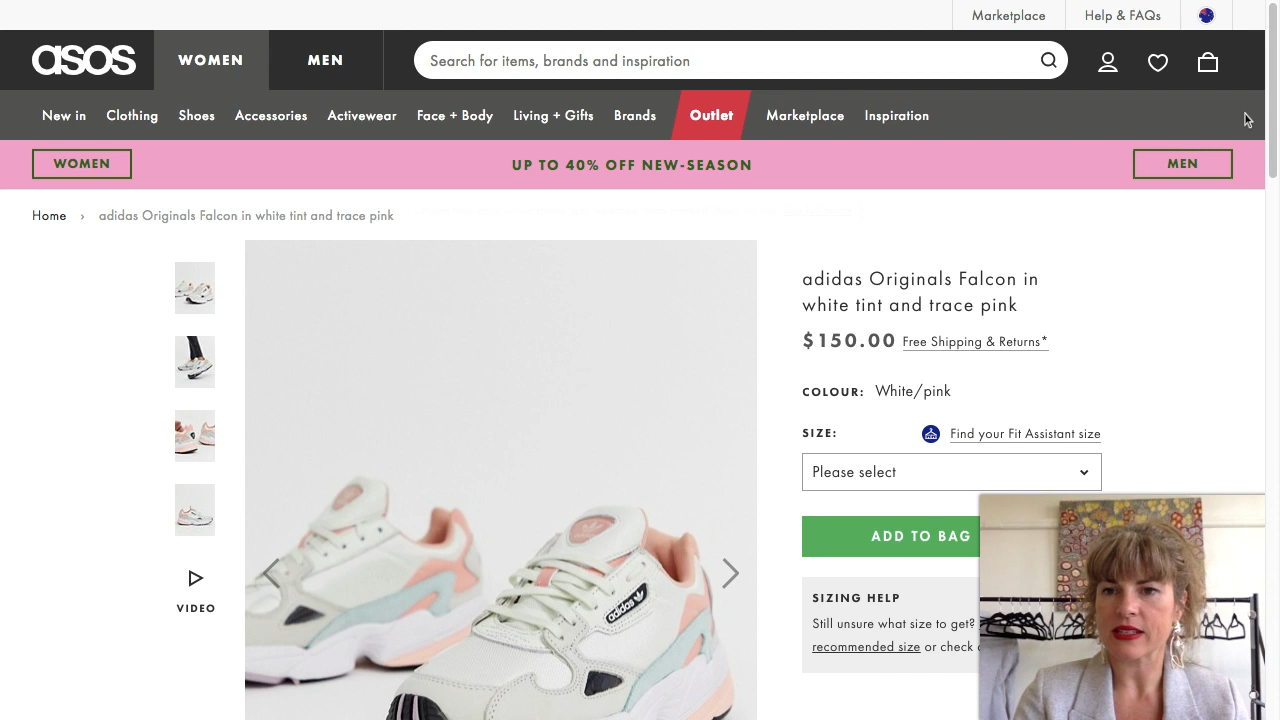 Marketplace
Help & FAQs
asos
WOMEN
MEN
Search for items, brands and inspiration
New in
Clothing
Shoes
Accessories
Activewear
Face + Body
Living + Gifts
Brands
Outlet
Marketplace
Inspiration
WOMEN
UP TO 40% OFF NEW-SEASON
MEN
Home › adidas Originals Falcon in white tint and trace pink
adidas Originals Falcon in
white tint and trace pink
$150.00 Free Shipping & Returns*
COLOUR: White/pink
SIZE:
Find your Fit Assistant size
Please select
ADD TO BAG
SIZING HELP
Still unsure what size to get?
recommended size or check
VIDEO
adidas